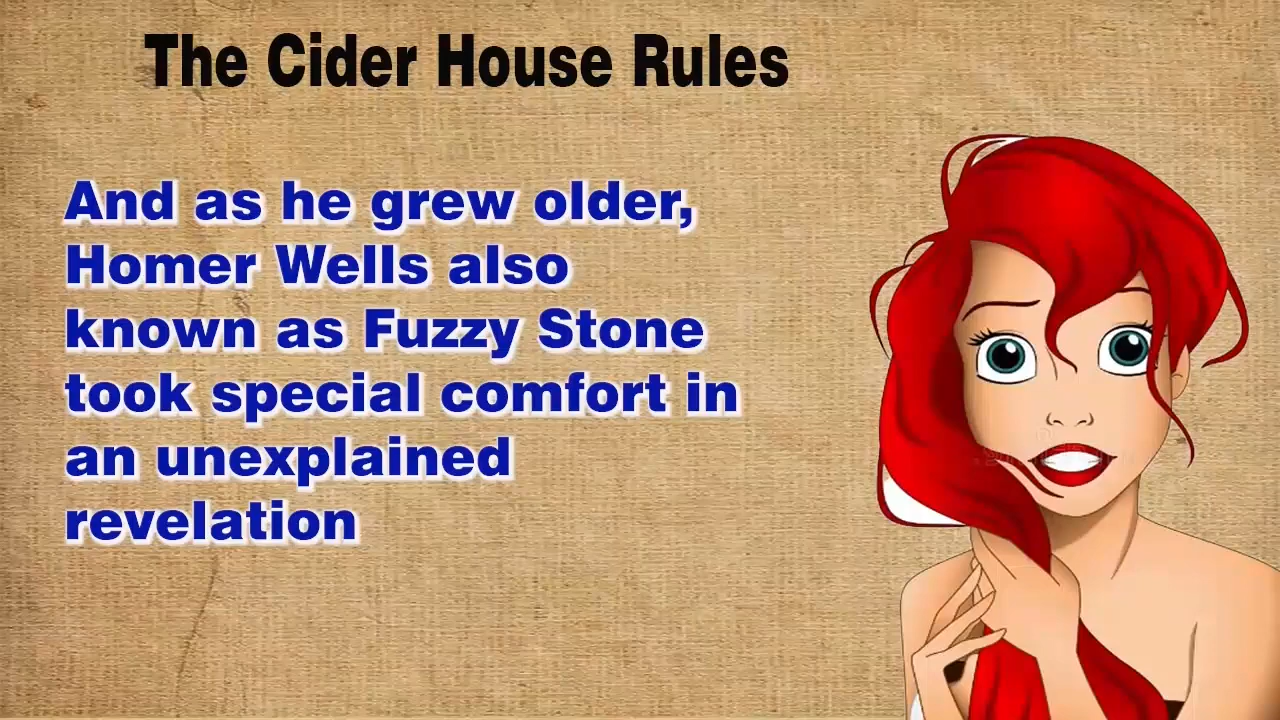 The Cider House Rules
And as he grew older,
Homer Wells also
known as Fuzzy Stone
took special comfort in
an unexplained
revelation